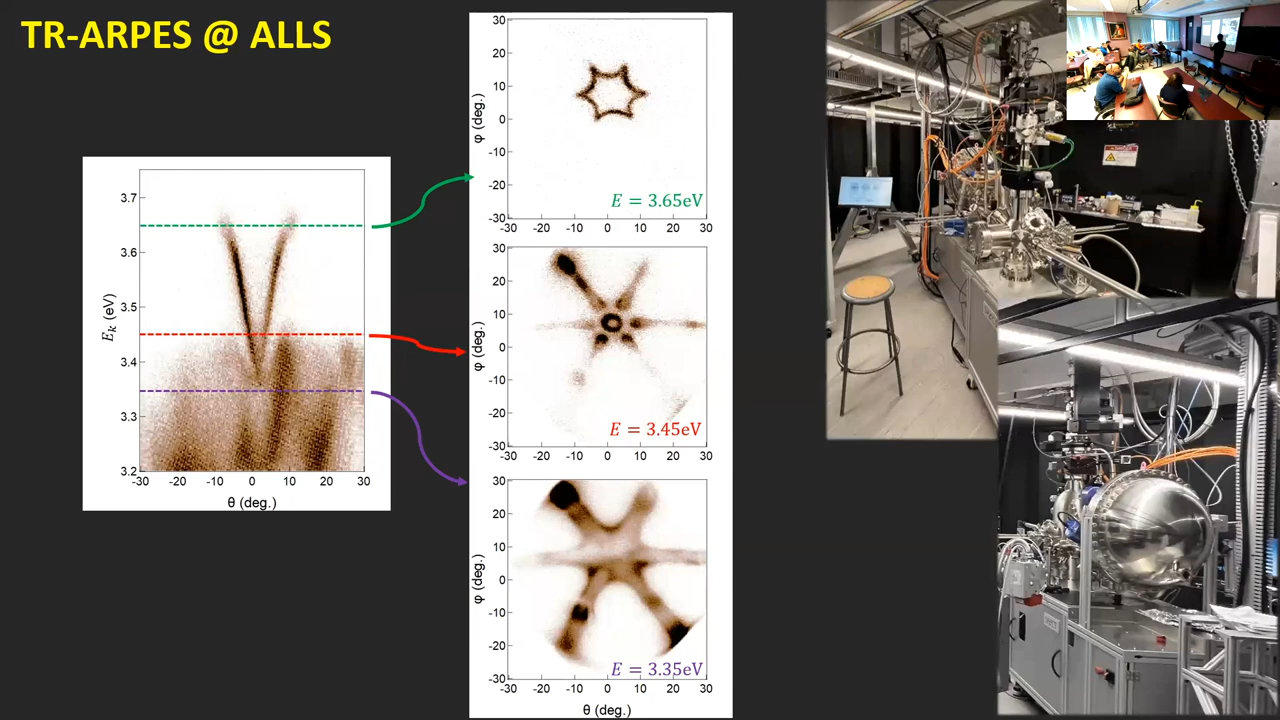 TR-ARPES @ ALLS
3.7
3.6
3.5
3.4
3.3
3.2
E_k (eV)
-30 -20 -10 0 10 20 30
θ (deg.)
30
20
10
0
-10
-20
-30
φ (deg.)
E = 3.65eV
-30 -20 -10 0 10 20 30
30
20
10
0
-10
-20
-30
φ (deg.)
E = 3.45eV
-30 -20 -10 0 10 20 30
30
20
10
0
-10
-20
-30
φ (deg.)
E = 3.35eV
-30 -20 -10 0 10 20 30
θ (deg.)